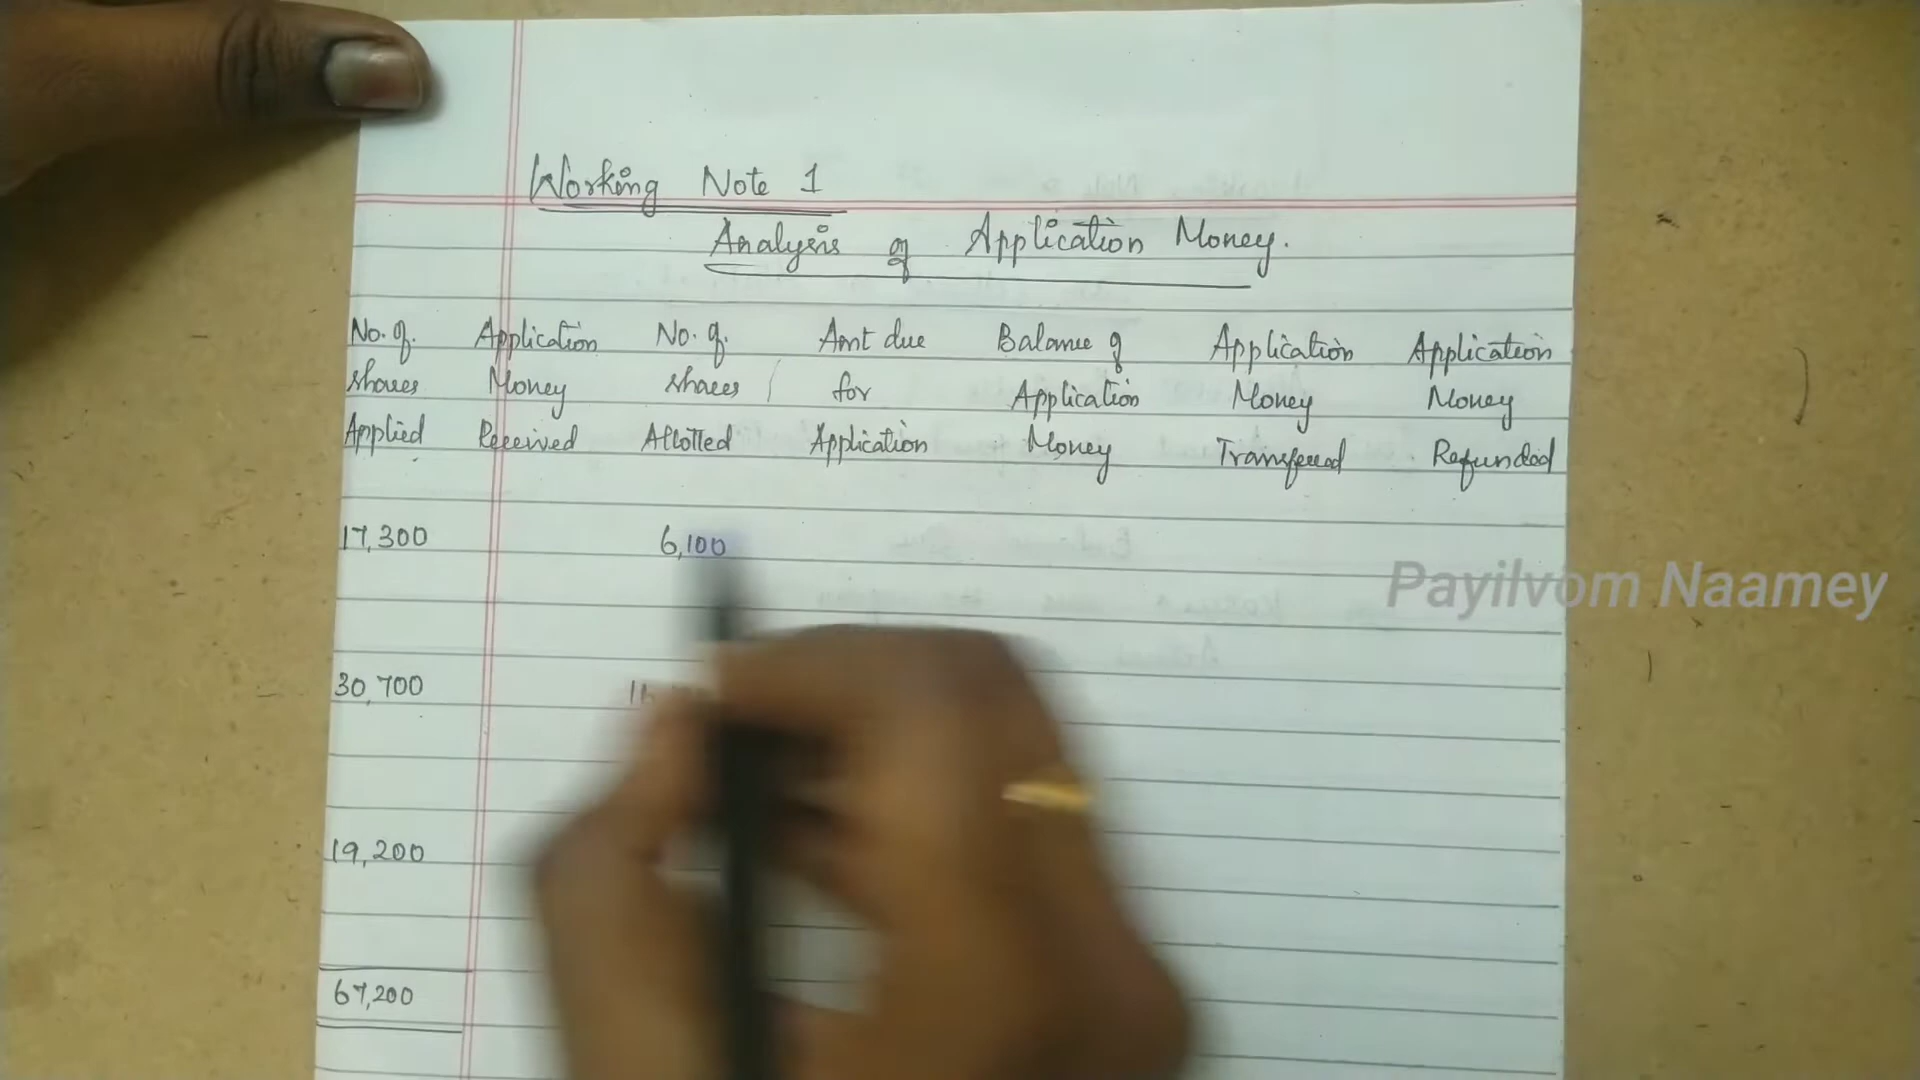 Working Note 1
Analysis of Application Money.
No. of. Application No. of. Amt due Balance of Application Application
shares Money shares for Application Money Money
Applied Received Allotted Application Money Transferred Refunded
17,300 6,100
30,700
19,200
67,200
Payilvom Naamey